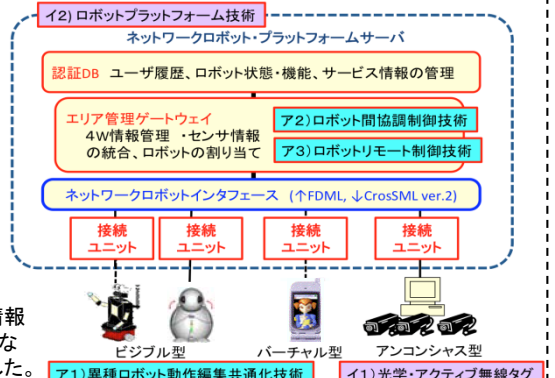 イ2) ロボットプラットフォーム技術
ネットワークロボット・プラットフォームサーバ
認証DB ユーザ履歴、ロボット状態・機能、サービス情報の管理
エリア管理ゲートウェイ
4W情報管理 ・センサ情報
の統合、ロボットの割り当て
ア2)ロボット間協調制御技術
ア3)ロボットリモート制御技術
ネットワークロボットインタフェース (↑FDML, ↓CrosSML ver.2)
接続
ユニット
接続
ユニット
接続
ユニット
接続
ユニット
情報
な
した。
ビジブル型
バーチャル型
アンコンシャス型
ア1)異種ロボット動作編集共通化技術
イ1)光学・アクティブ無線タグ